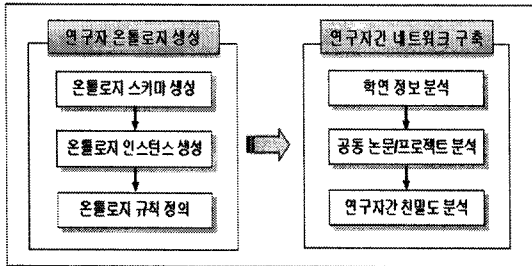 연구자 온톨로지 생성
온톨로지 스키마 생성
온톨로지 인스턴스 생성
온톨로지 규칙 정의
연구자간 네트워크 구축
학연 정보 분석
공동 논문/프로젝트 분석
연구자간 친밀도 분석